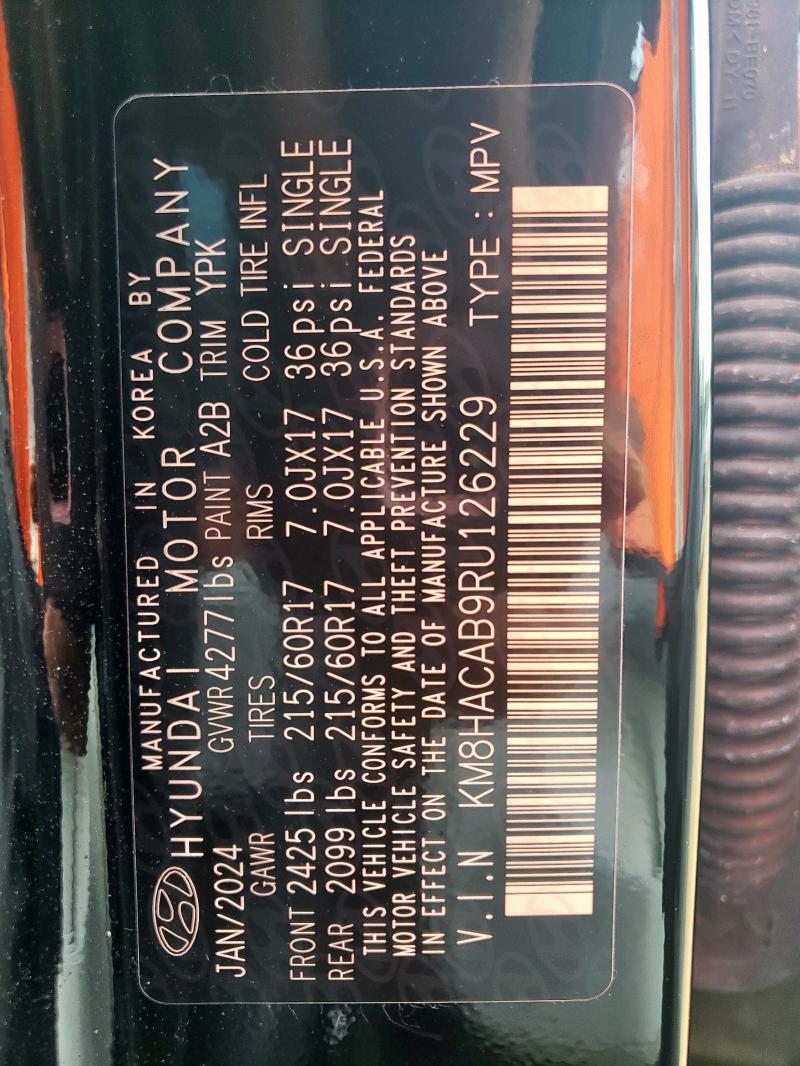 MANUFACTURED IN KOREA BY
HYUNDAI MOTOR COMPANY
JAN/2024 GVWR 4277 lbs PAINT A2B TRIM YPK
GAWR TIRES RIMS COLD TIRE INFL
FRONT 2425 lbs 215/60R17 7.0JX17 36psi SINGLE
REAR 2099 lbs 215/60R17 7.0JX17 36psi SINGLE
THIS VEHICLE CONFORMS TO ALL APPLICABLE U.S.A. FEDERAL
MOTOR VEHICLE SAFETY AND THEFT PREVENTION STANDARDS
IN EFFECT ON THE DATE OF MANUFACTURE SHOWN ABOVE
V.I.N KM8HACAB9RU126229 TYPE : MPV